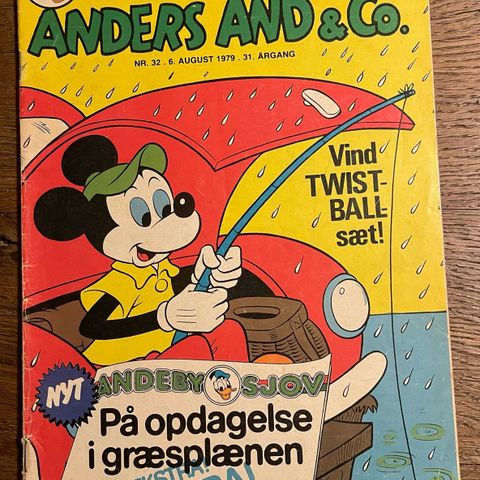 ANDERS AND & Co.
NR. 32 . 6. AUGUST 1979 . 31. ÅRGANG
Vind
TWIST-
BALL-
sæt!
NYT
ANDEBY SJOV
På opdagelse
i græsplænen
EKSTRA!